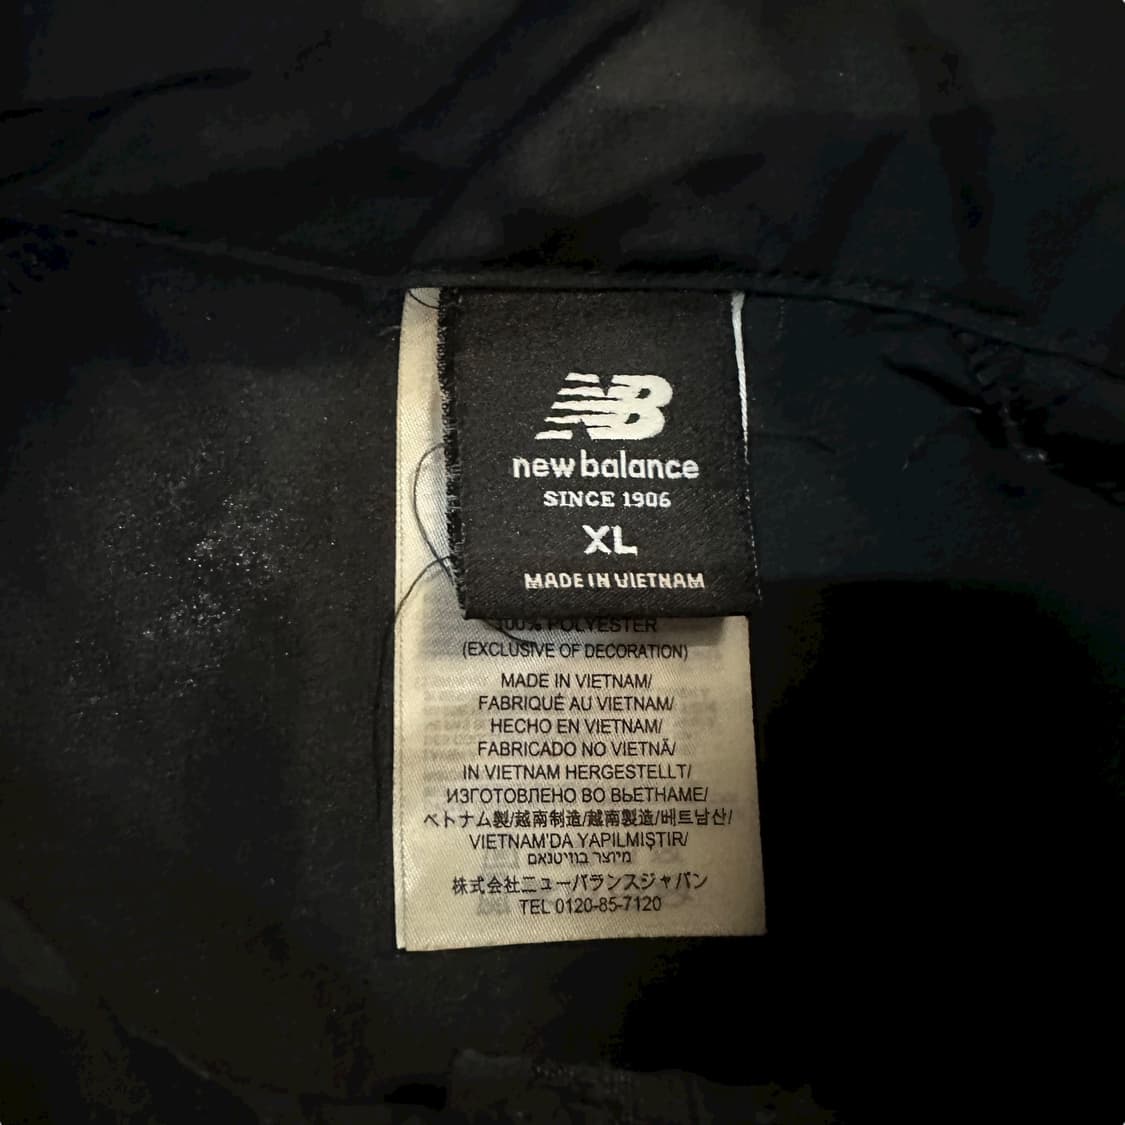 NB
new balance
SINCE 1906
XL
MADE IN VIETNAM
100% POLYESTER
(EXCLUSIVE OF DECORATION)
MADE IN VIETNAM/
FABRIQUÉ AU VIETNAM/
HECHO EN VIETNAM/
FABRICADO NO VIETNÃ/
IN VIETNAM HERGESTELLT/
ИЗГОТОВЛЕНО ВО ВЬЕТНАМЕ/
ベトナム製/越南制造/越南製造/베트남산/
VIETNAM'DA YAPILMIŞTIR/
מיוצר בווייטנאם
株式会社ニューバランスジャパン
TEL 0120-85-7120